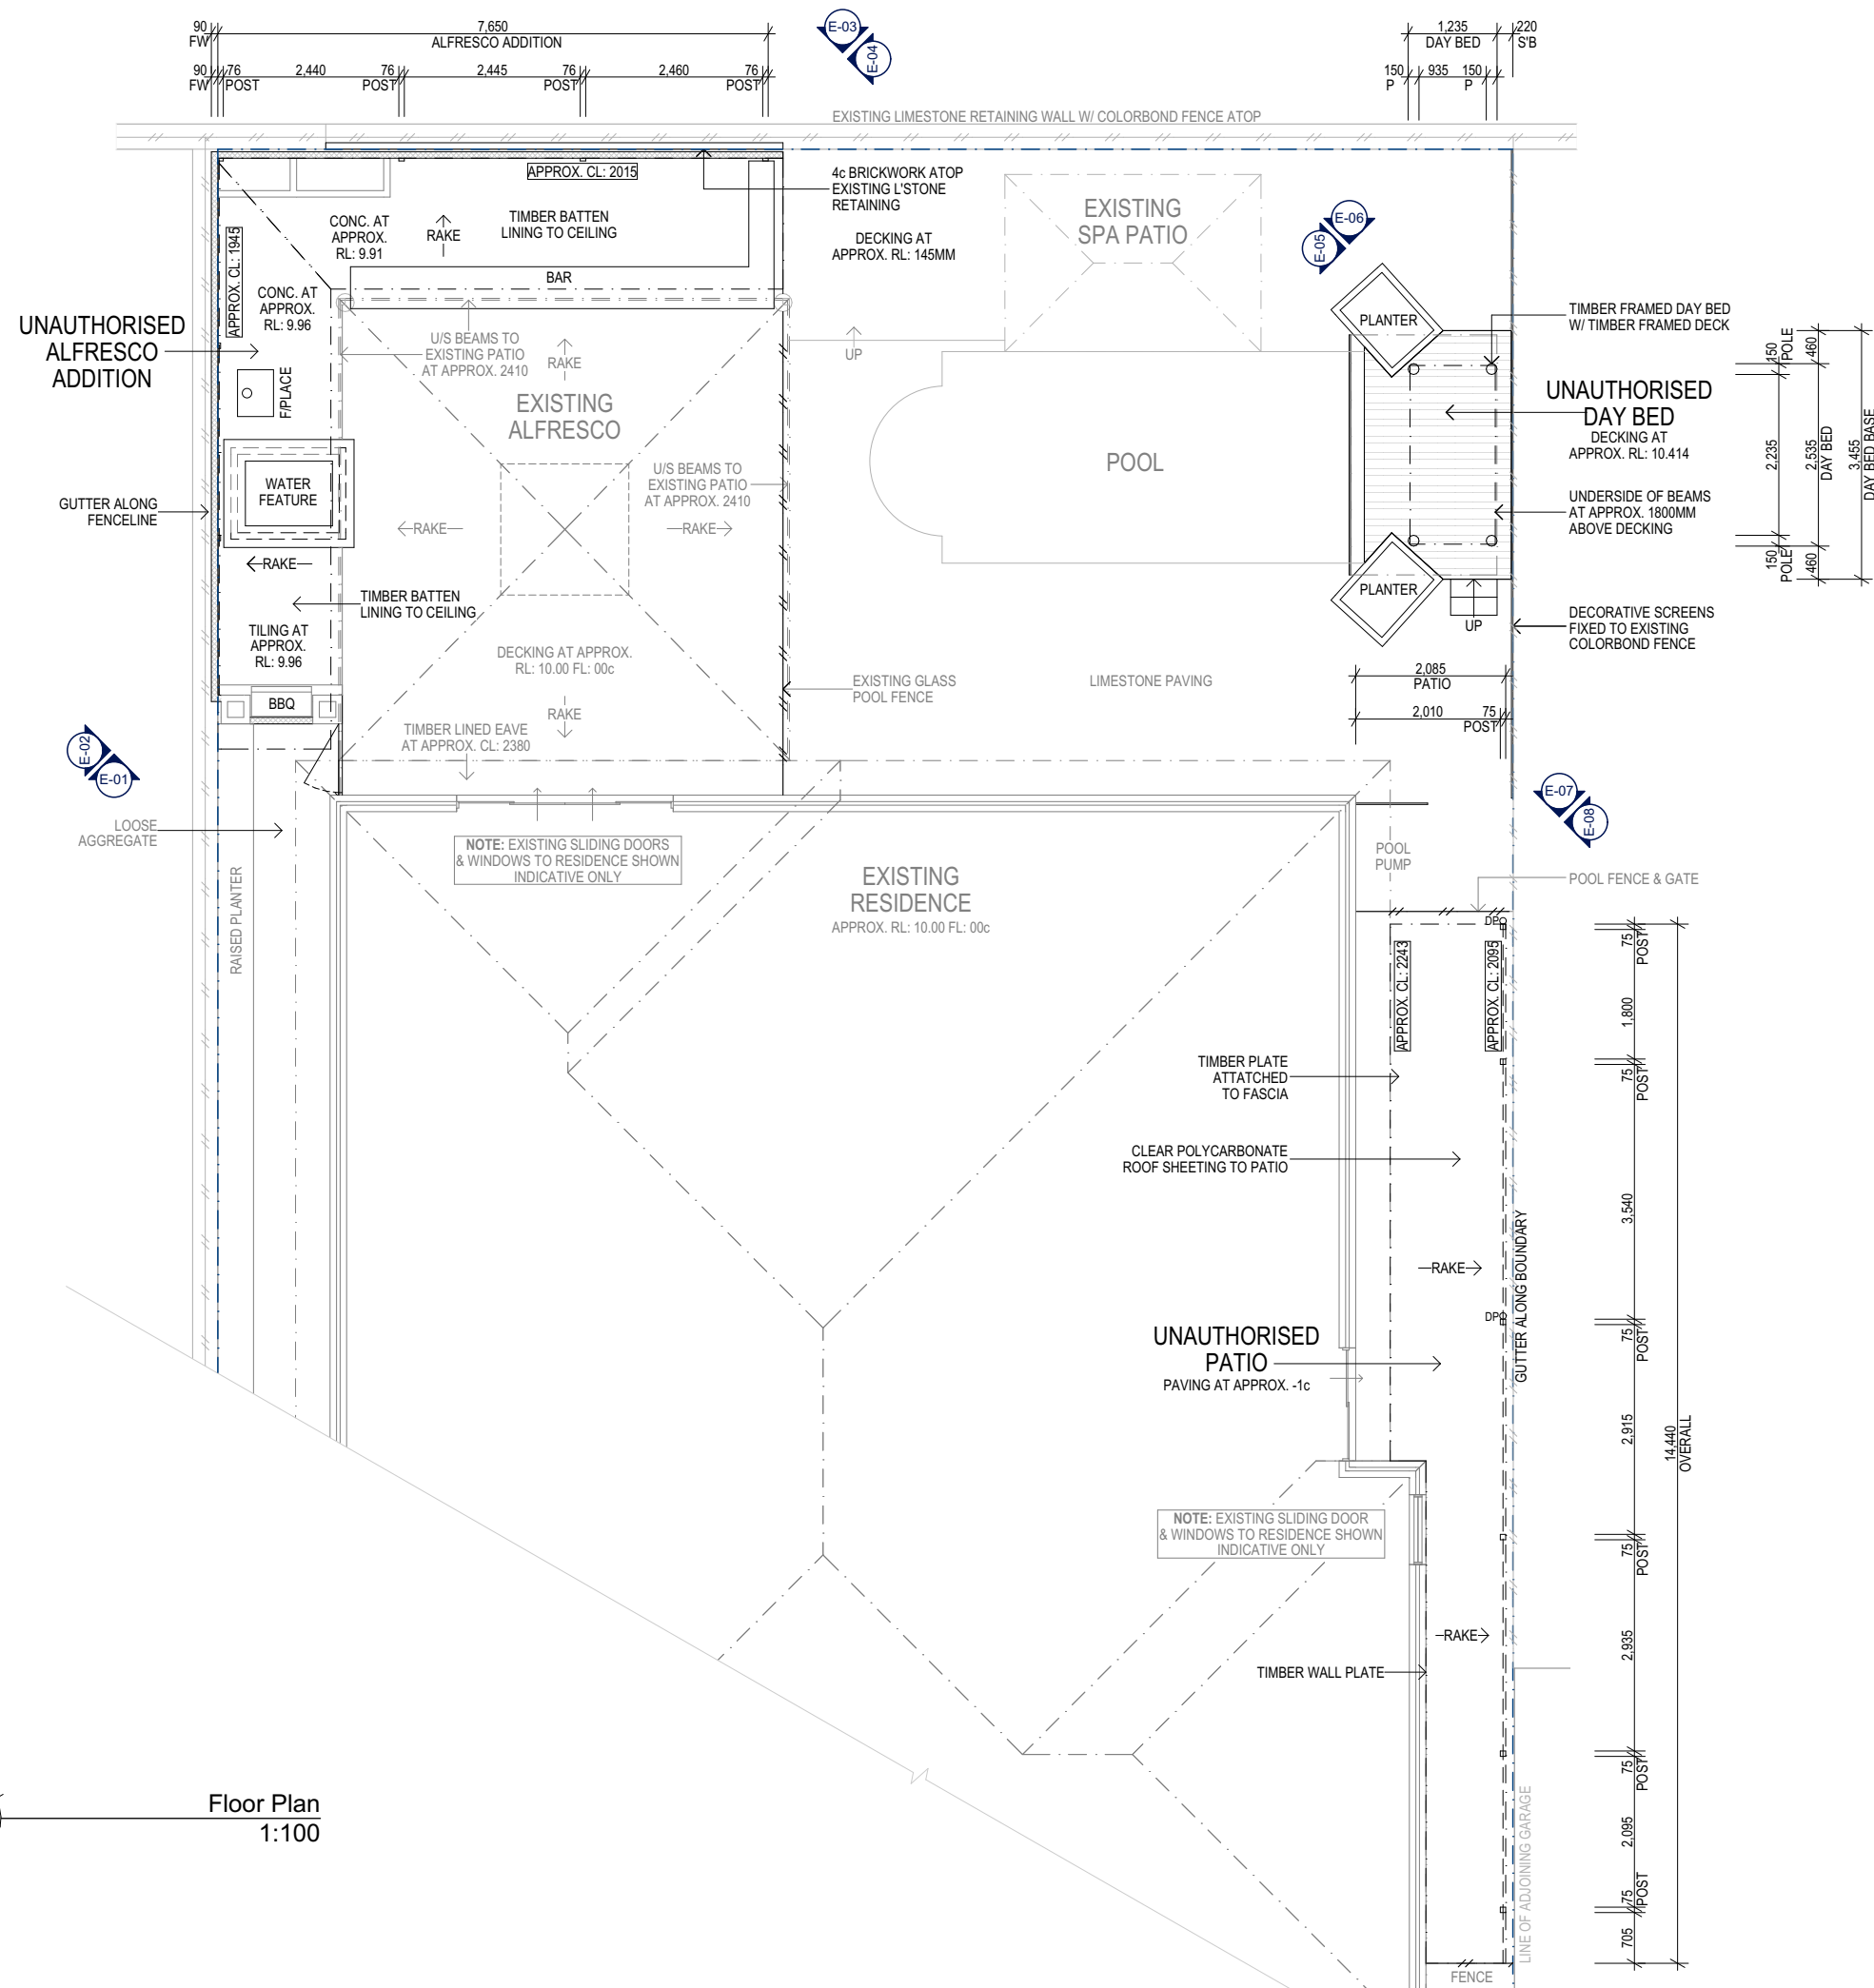 90
FW
7,650
ALFRESCO ADDITION
E-03
E-04
1,235
DAY BED
220
S'B
90
FW
76
POST
2,440
76
POST
2,445
76
POST
2,460
76
POST
150
P
935
150
P
EXISTING LIMESTONE RETAINING WALL W/ COLORBOND FENCE ATOP
APPROX. CL: 2015
4c BRICKWORK ATOP
EXISTING L'STONE
RETAINING
DECKING AT
APPROX. RL: 145MM
EXISTING
SPA PATIO
E-05
E-06
CONC. AT
APPROX.
RL: 9.91
RAKE
TIMBER BATTEN
LINING TO CEILING
BAR
APPROX. CL: 1945
CONC. AT
APPROX.
RL: 9.96
UNAUTHORISED
ALFRESCO
ADDITION
F/PLACE
U/S BEAMS TO
EXISTING PATIO
AT APPROX. 2410
RAKE
EXISTING
ALFRESCO
UP
POOL
PLANTER
TIMBER FRAMED DAY BED
W/ TIMBER FRAMED DECK
UNAUTHORISED
DAY BED
DECKING AT
APPROX. RL: 10.414
UNDERSIDE OF BEAMS
AT APPROX. 1800MM
ABOVE DECKING
150
POLE
2,235
150
POLE
460
2,535
DAY BED
460
3,455
DAY BED BASE
GUTTER ALONG
FENCELINE
WATER
FEATURE
U/S BEAMS TO
EXISTING PATIO
AT APPROX. 2410
RAKE
RAKE
RAKE
TIMBER BATTEN
LINING TO CEILING
TILING AT
APPROX.
RL: 9.96
BBQ
DECKING AT APPROX.
RL: 10.00 FL: 00c
RAKE
TIMBER LINED EAVE
AT APPROX. CL: 2380
EXISTING GLASS
POOL FENCE
LIMESTONE PAVING
PLANTER
UP
DECORATIVE SCREENS
FIXED TO EXISTING
COLORBOND FENCE
2,085
PATIO
2,010
75
POST
E-02
E-01
E-07
E-08
LOOSE
AGGREGATE
RAISED PLANTER
NOTE: EXISTING SLIDING DOORS
& WINDOWS TO RESIDENCE SHOWN
INDICATIVE ONLY
EXISTING
RESIDENCE
APPROX. RL: 10.00 FL: 00c
POOL
PUMP
POOL FENCE & GATE
DP
APPROX. CL: 2243
APPROX. CL: 2095
TIMBER PLATE
ATTATCHED
TO FASCIA
CLEAR POLYCARBONATE
ROOF SHEETING TO PATIO
RAKE
DP
GUTTER ALONG BOUNDARY
UNAUTHORISED
PATIO
PAVING AT APPROX. -1c
NOTE: EXISTING SLIDING DOOR
& WINDOWS TO RESIDENCE SHOWN
INDICATIVE ONLY
RAKE
TIMBER WALL PLATE
LINE OF ADJOINING GARAGE
FENCE
75
POST
1,800
75
POST
3,540
75
POST
2,915
75
POST
2,935
75
POST
2,095
75
POST
705
14,440
OVERALL
Floor Plan
1:100